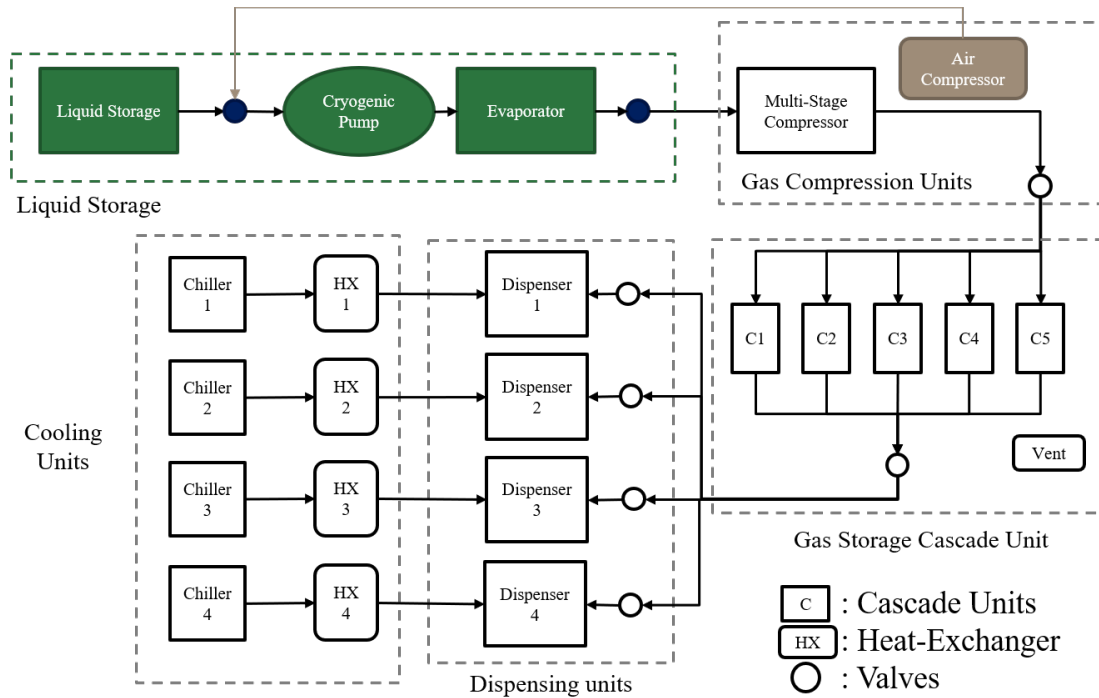 Air
Compressor
Liquid Storage
Cryogenic
Pump
Evaporator
Multi-Stage
Compressor
Liquid Storage
Gas Compression Units
Chiller
1
HX
1
Dispenser
1
Chiller
2
HX
2
Dispenser
2
Chiller
3
HX
3
Dispenser
3
Chiller
4
HX
4
Dispenser
4
Cooling
Units
Dispensing units
C1
C2
C3
C4
C5
Vent
Gas Storage Cascade Unit
C : Cascade Units
HX : Heat-Exchanger
: Valves